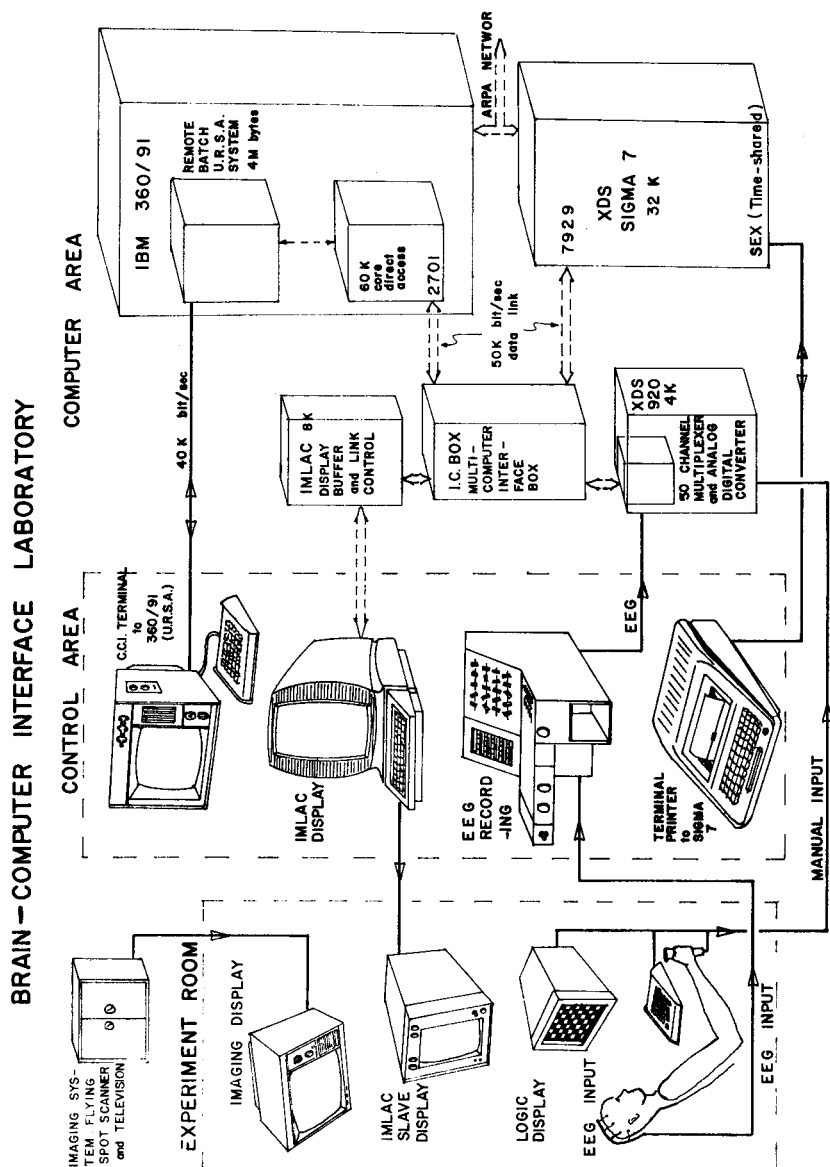 BRAIN-COMPUTER INTERFACE LABORATORY
COMPUTER AREA
CONTROL AREA
EXPERIMENT ROOM
IMAGING SYS-
TEM FLYING
SPOT SCANNER
and TELEVISION
IMAGING DISPLAY
IMLAC
SLAVE
DISPLAY
LOGIC
DISPLAY
EEG INPUT
EEG INPUT
MANUAL INPUT
C.C.I. TERMINAL
to
360/91
(U.R.S.A.)
IMLAC
DISPLAY
EEG
RECORD
-ING
TERMINAL
PRINTER
to SIGMA
7
EEG
40K bit/sec
IMLAC 8K
DISPLAY
BUFFER
and LINK
CONTROL
I.C. BOX
MULTI-
COMPUTER
INTER-
FACE
BOX
XDS
920
4K
50 CHANNEL
MULTIPLEXER
and ANALOG
DIGITAL
CONVERTER
50K bit/sec
data link
IBM 360/91
REMOTE
BATCH
U.R.S.A.
SYSTEM
4M bytes
60K
core
direct
access
2701
ARPA NETWOR
7929
XDS
SIGMA 7
32 K
SEX (Time-shared)